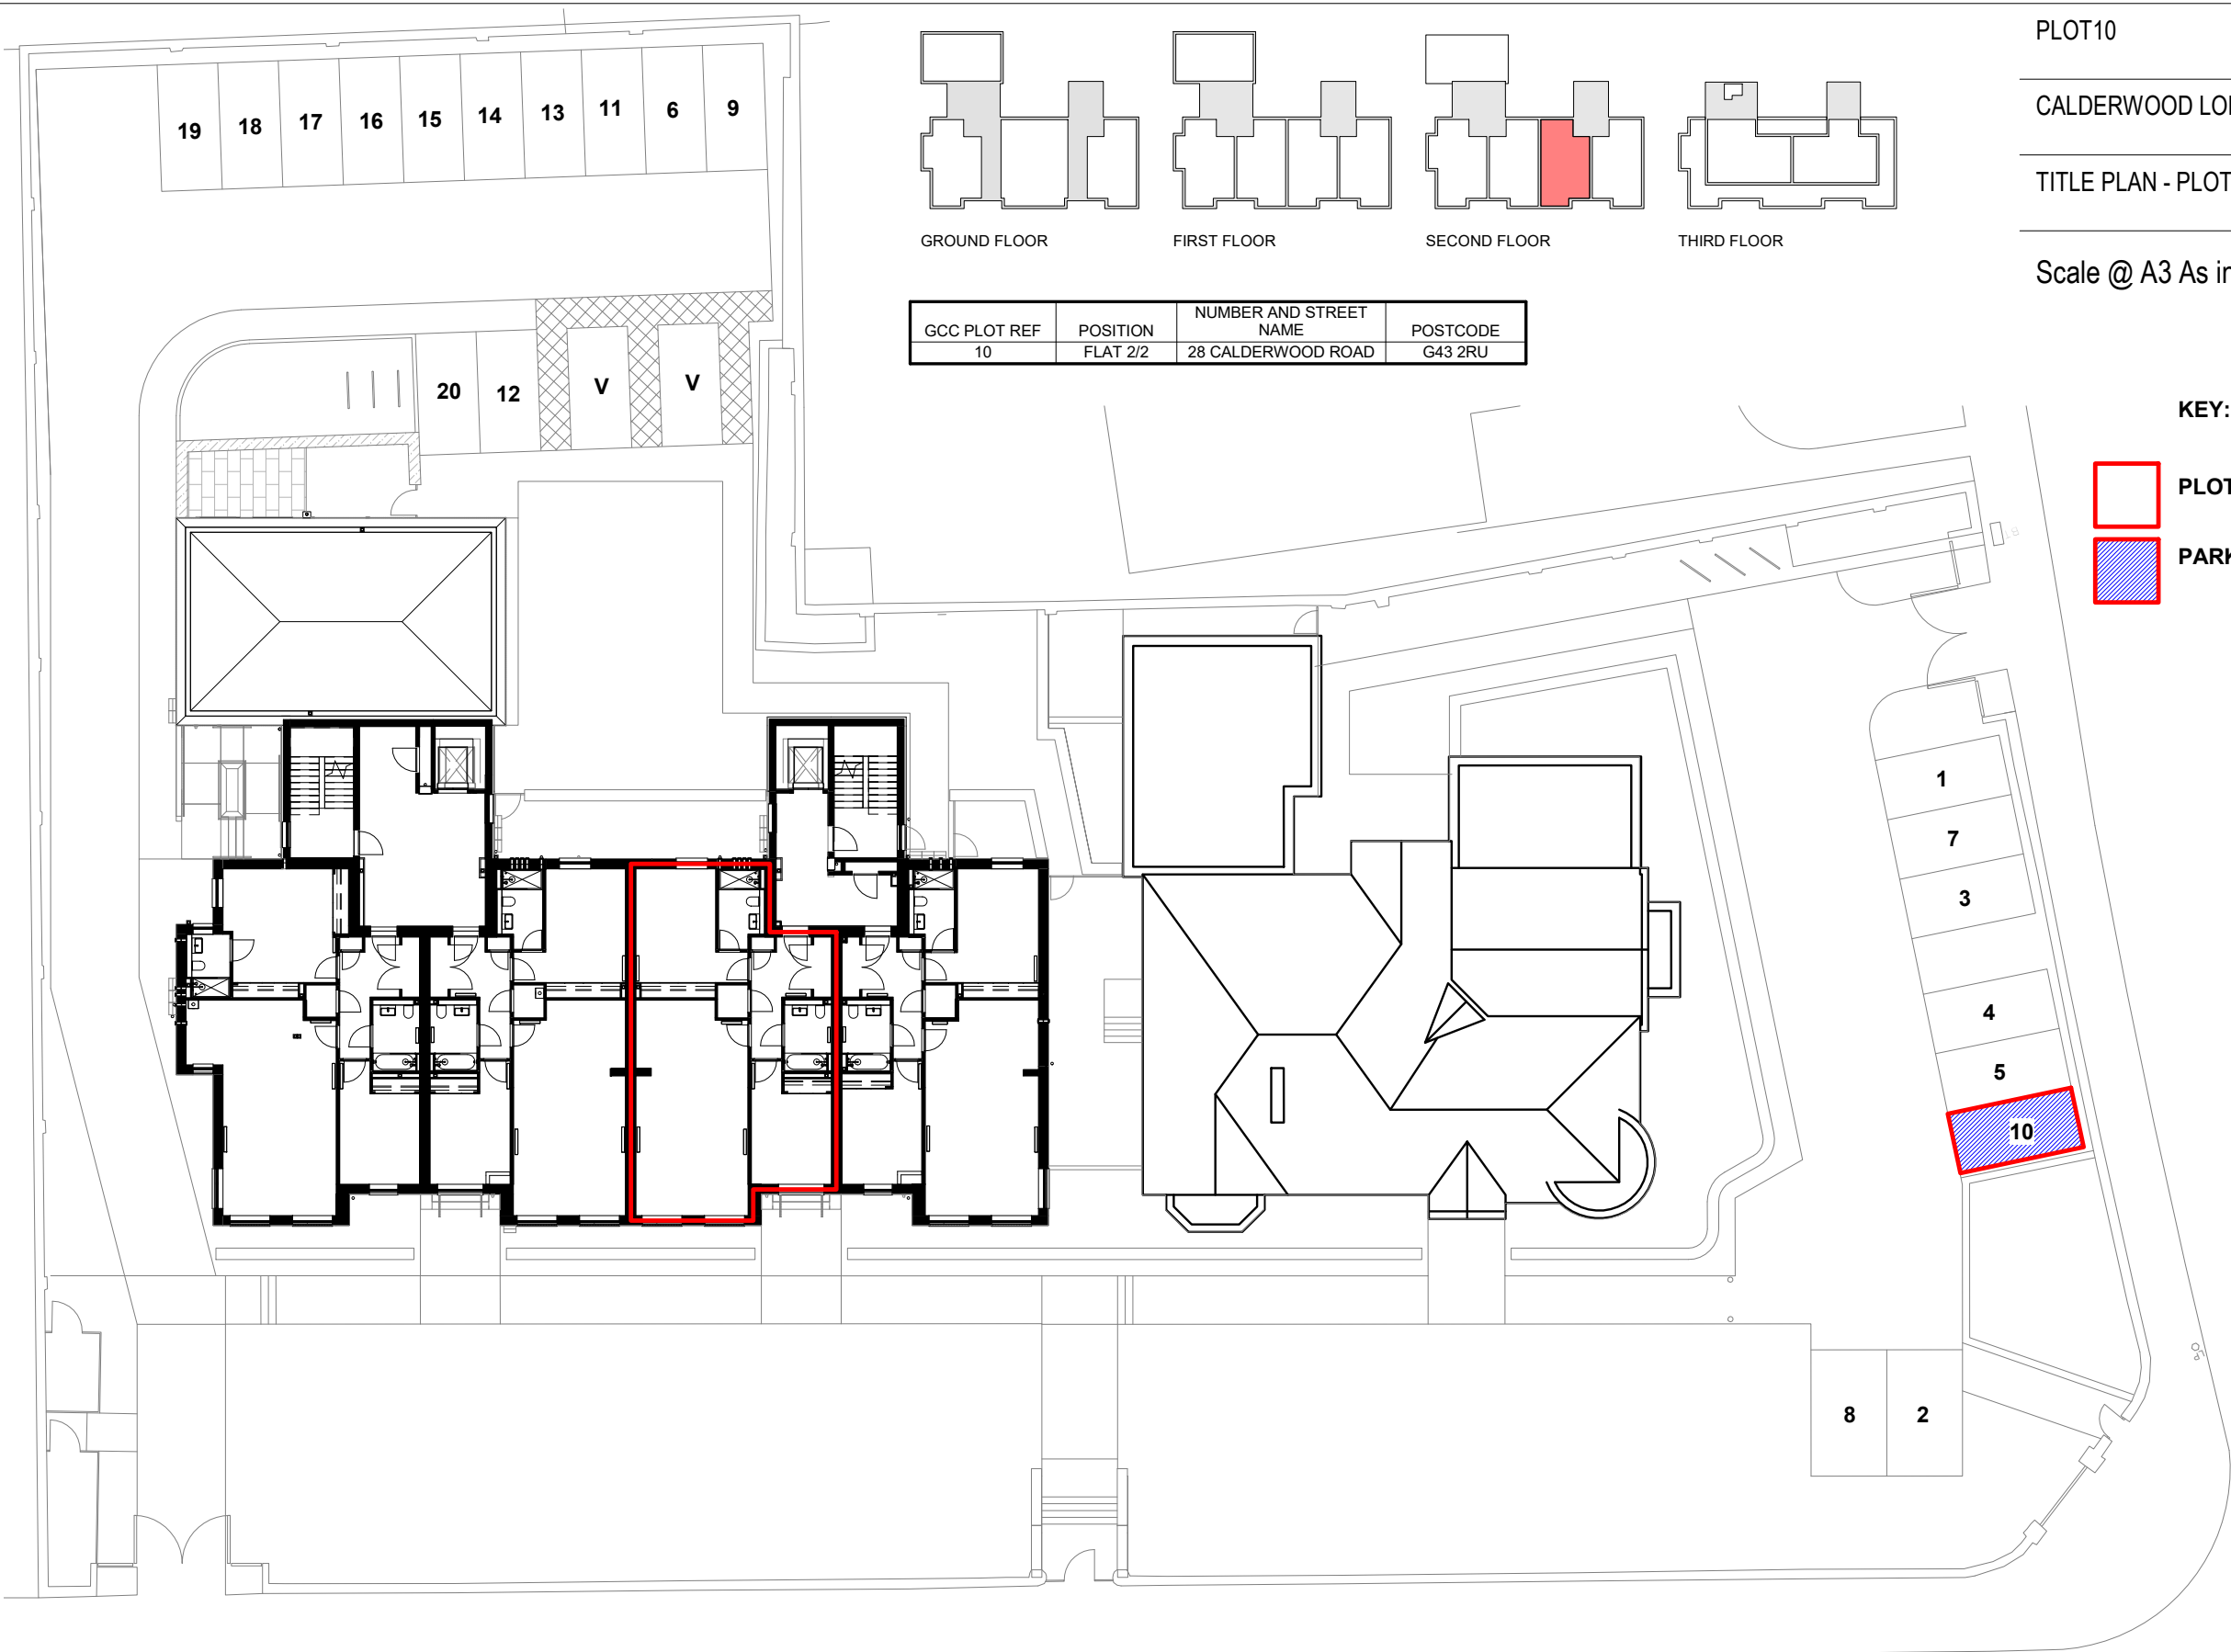 PLOT10
CALDERWOOD LO
TITLE PLAN - PLOT
Scale @ A3 As in
GROUND FLOOR
FIRST FLOOR
SECOND FLOOR
THIRD FLOOR
GCC PLOT REF POSITION NUMBER AND STREET NAME POSTCODE
10 FLAT 2/2 28 CALDERWOOD ROAD G43 2RU
KEY:
PLOT
PARK
19 18 17 16 15 14 13 11 6 9
20 12 V V
1
7
3
4
5
10
8 2